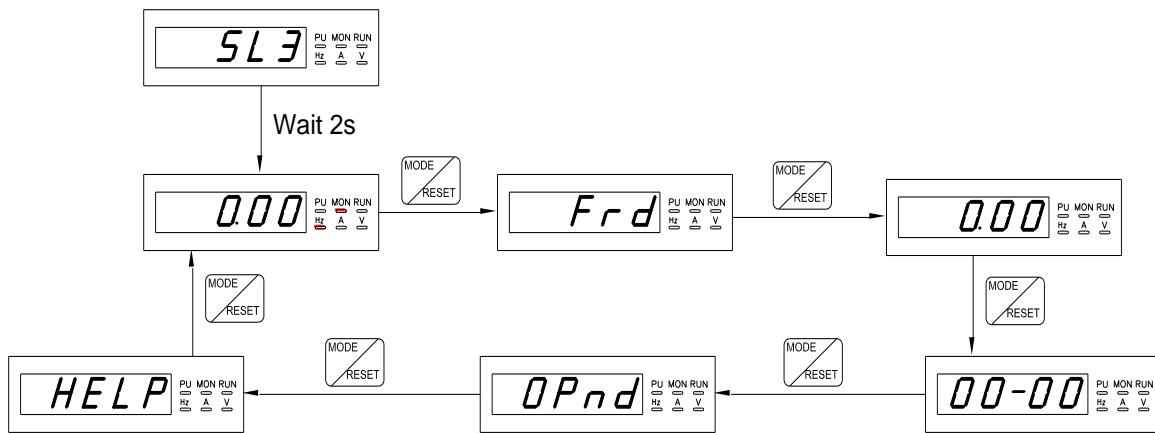 SL3
PU MON RUN
Hz A V
Wait 2s
0.00
PU MON RUN
Hz A V
MODE
RESET
Frd
PU MON RUN
Hz A V
MODE
RESET
0.00
PU MON RUN
Hz A V
MODE
RESET
00-00
PU MON RUN
Hz A V
MODE
RESET
OPnd
PU MON RUN
Hz A V
MODE
RESET
HELP
PU MON RUN
Hz A V
MODE
RESET